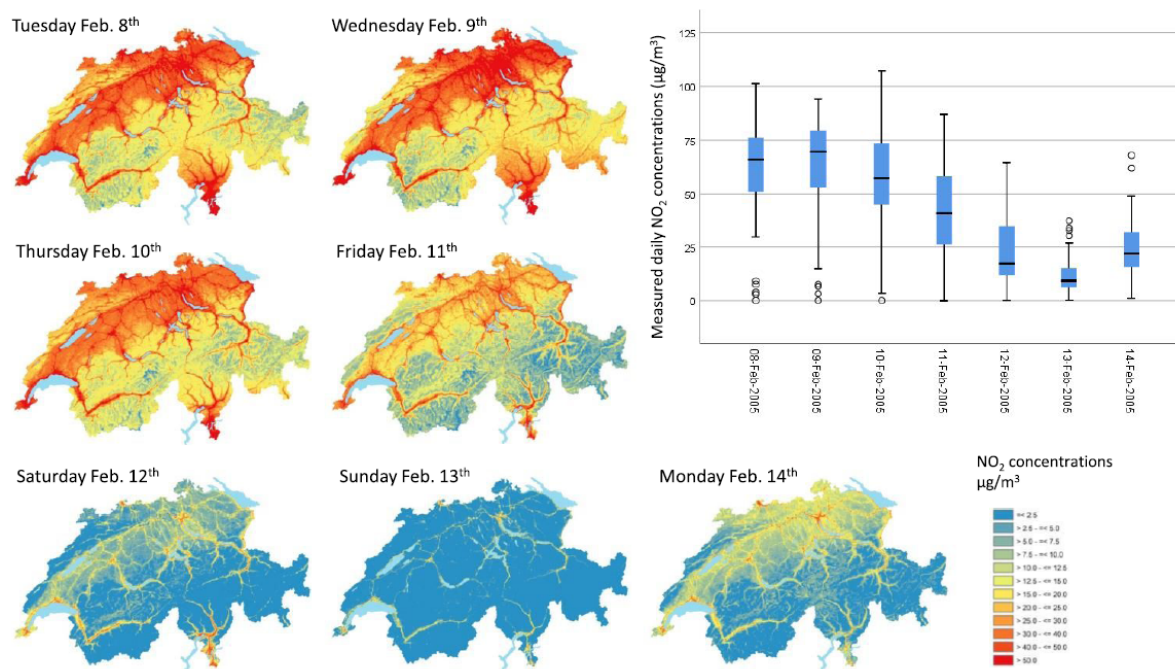 Tuesday Feb. 8th
Wednesday Feb. 9th
Thursday Feb. 10th
Friday Feb. 11th
Saturday Feb. 12th
Sunday Feb. 13th
Monday Feb. 14th
Measured daily NO2 concentrations (µg/m3)
125
100
75
50
25
0
08-Feb-2005
09-Feb-2005
10-Feb-2005
11-Feb-2005
12-Feb-2005
13-Feb-2005
14-Feb-2005
NO2 concentrations
µg/m3
=< 2.5
> 2.5 - =< 5.0
> 5.0 - =< 7.5
> 7.5 - =< 10.0
> 10.0 - <= 12.5
> 12.5 - <= 15.0
> 15.0 - <= 20.0
> 20.0 - <= 25.0
> 25.0 - <= 30.0
> 30.0 - <= 40.0
> 40.0 - <= 50.0
> 50.0